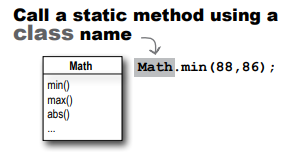 Call a static method using a
class name
Math.min(88,86);
Math
min()
max()
abs()
...